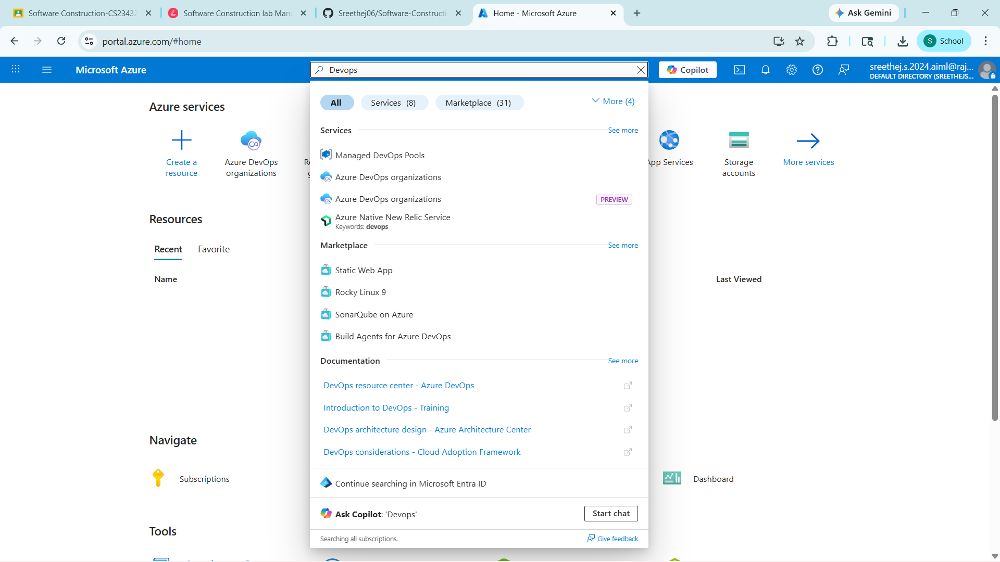 Software Construction-CS23432
Software Construction lab Man
Sreethej06/Software-Constructi
Home - Microsoft Azure
Ask Gemini
portal.azure.com/#home
S
School
Microsoft Azure
Devops
Copilot
sreethej.s.2024.aiml@raj...
DEFAULT DIRECTORY (SREETHEJS...
All
Services (8)
Marketplace (31)
More (4)
Azure services
Create a
resource
Azure DevOps
organizations
App Services
Storage
accounts
More services
Services
See more
Managed DevOps Pools
Azure DevOps organizations
Azure DevOps organizations
PREVIEW
Azure Native New Relic Service
Keywords: devops
Marketplace
See more
Static Web App
Rocky Linux 9
SonarQube on Azure
Build Agents for Azure DevOps
Documentation
See more
DevOps resource center - Azure DevOps
Introduction to DevOps - Training
DevOps architecture design - Azure Architecture Center
DevOps considerations - Cloud Adoption Framework
Continue searching in Microsoft Entra ID
Ask Copilot: 'Devops'
Start chat
Searching all subscriptions.
Give feedback
Resources
Recent
Favorite
Name
Last Viewed
Navigate
Subscriptions
Dashboard
Tools